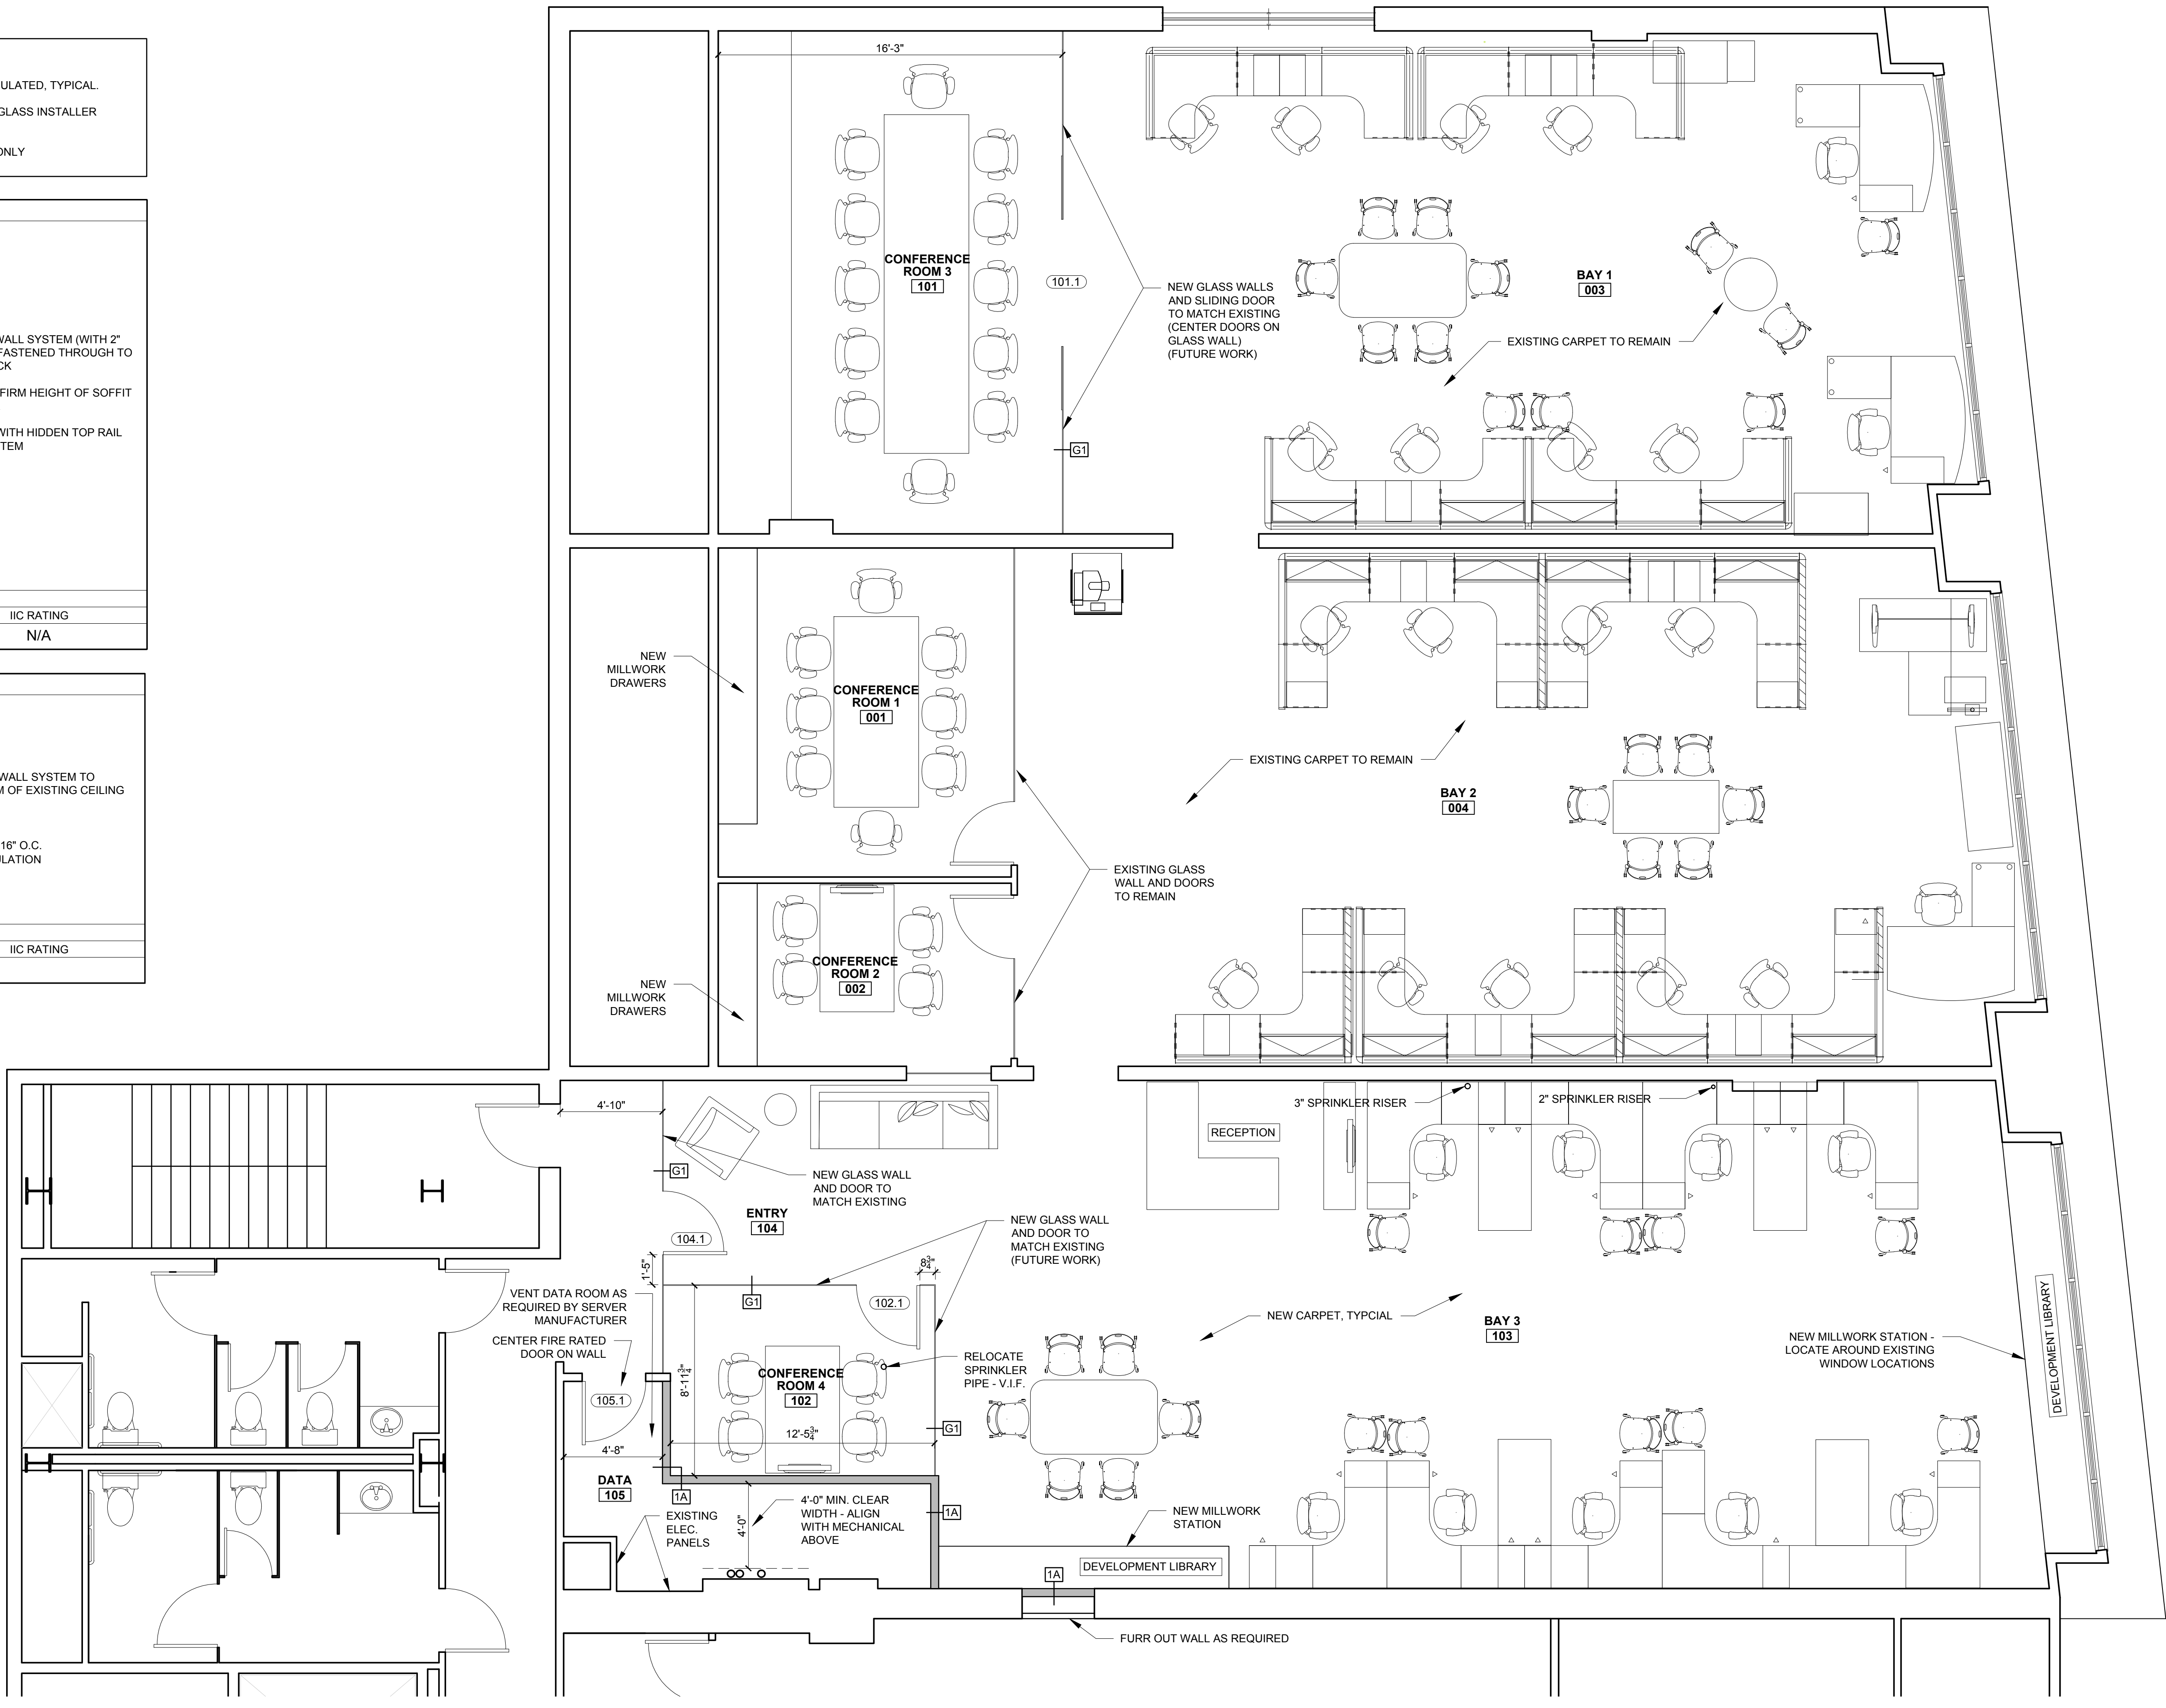 ULATED, TYPICAL.
GLASS INSTALLER
ONLY
WALL SYSTEM (WITH 2"
FASTENED THROUGH TO
CK
FIRM HEIGHT OF SOFFIT
WITH HIDDEN TOP RAIL
TEM
IIC RATING
N/A
WALL SYSTEM TO
M OF EXISTING CEILING
16" O.C.
ULATION
IIC RATING
16'-3"
CONFERENCE
ROOM 3
101
101.1
G1
NEW GLASS WALLS
AND SLIDING DOOR
TO MATCH EXISTING
(CENTER DOORS ON
GLASS WALL)
(FUTURE WORK)
BAY 1
003
EXISTING CARPET TO REMAIN
NEW
MILLWORK
DRAWERS
CONFERENCE
ROOM 1
001
EXISTING CARPET TO REMAIN
BAY 2
004
EXISTING GLASS
WALL AND DOORS
TO REMAIN
CONFERENCE
ROOM 2
002
NEW
MILLWORK
DRAWERS
4'-10"
G1
NEW GLASS WALL
AND DOOR TO
MATCH EXISTING
ENTRY
104
104.1
1'-5"
RECEPTION
3" SPRINKLER RISER
2" SPRINKLER RISER
NEW GLASS WALL
AND DOOR TO
MATCH EXISTING
(FUTURE WORK)
8 3/4"
G1
102.1
VENT DATA ROOM AS
REQUIRED BY SERVER
MANUFACTURER
CENTER FIRE RATED
DOOR ON WALL
105.1
4'-8"
DATA
105
8'-11 3/4"
CONFERENCE
ROOM 4
102
12'-5 3/4"
RELOCATE
SPRINKLER
PIPE - V.I.F.
G1
NEW CARPET, TYPCIAL
BAY 3
103
NEW MILLWORK STATION -
LOCATE AROUND EXISTING
WINDOW LOCATIONS
DEVELOPMENT LIBRARY
1A
EXISTING
ELEC.
PANELS
4'-0"
4'-0" MIN. CLEAR
WIDTH - ALIGN
WITH MECHANICAL
ABOVE
1A
NEW MILLWORK
STATION
DEVELOPMENT LIBRARY
1A
FURR OUT WALL AS REQUIRED